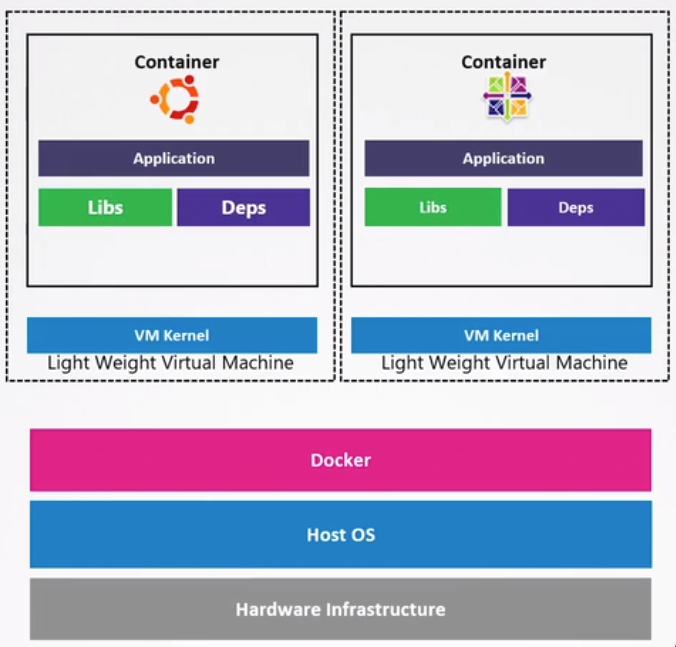 Container
Container
Application
Application
Libs
Deps
Libs
Deps
VM Kernel
VM Kernel
Light Weight Virtual Machine
Light Weight Virtual Machine
Docker
Host OS
Hardware Infrastructure